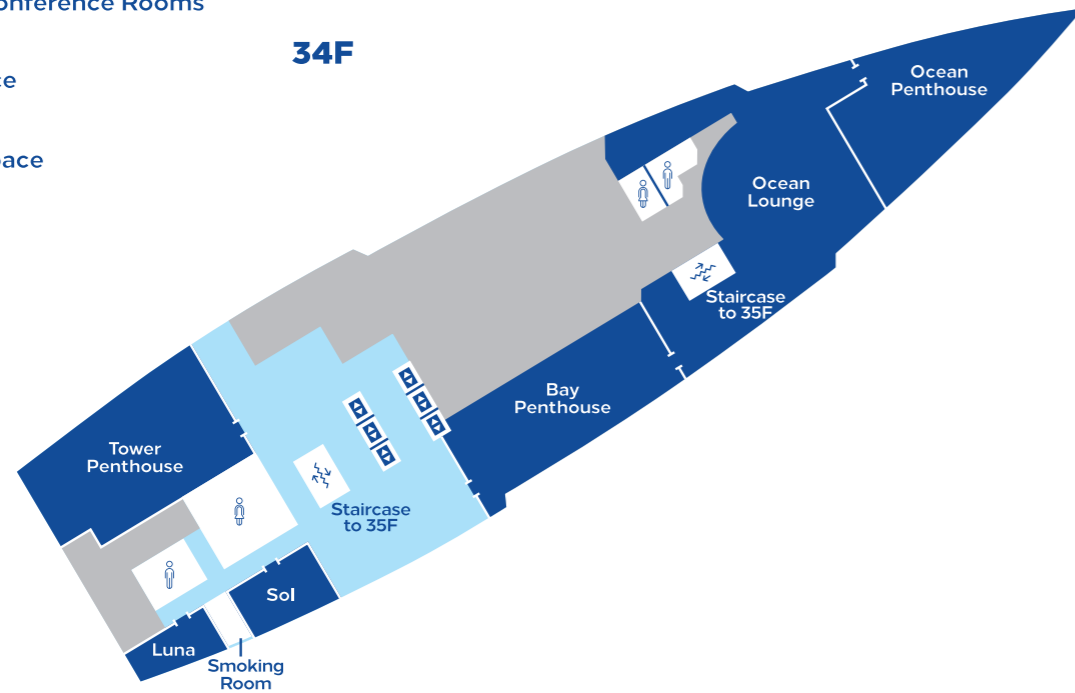 onference Rooms
34F
ce
pace
Ocean
Penthouse
Ocean
Lounge
Staircase
to 35F
Bay
Penthouse
Tower
Penthouse
Staircase
to 35F
Sol
Luna
Smoking
Room